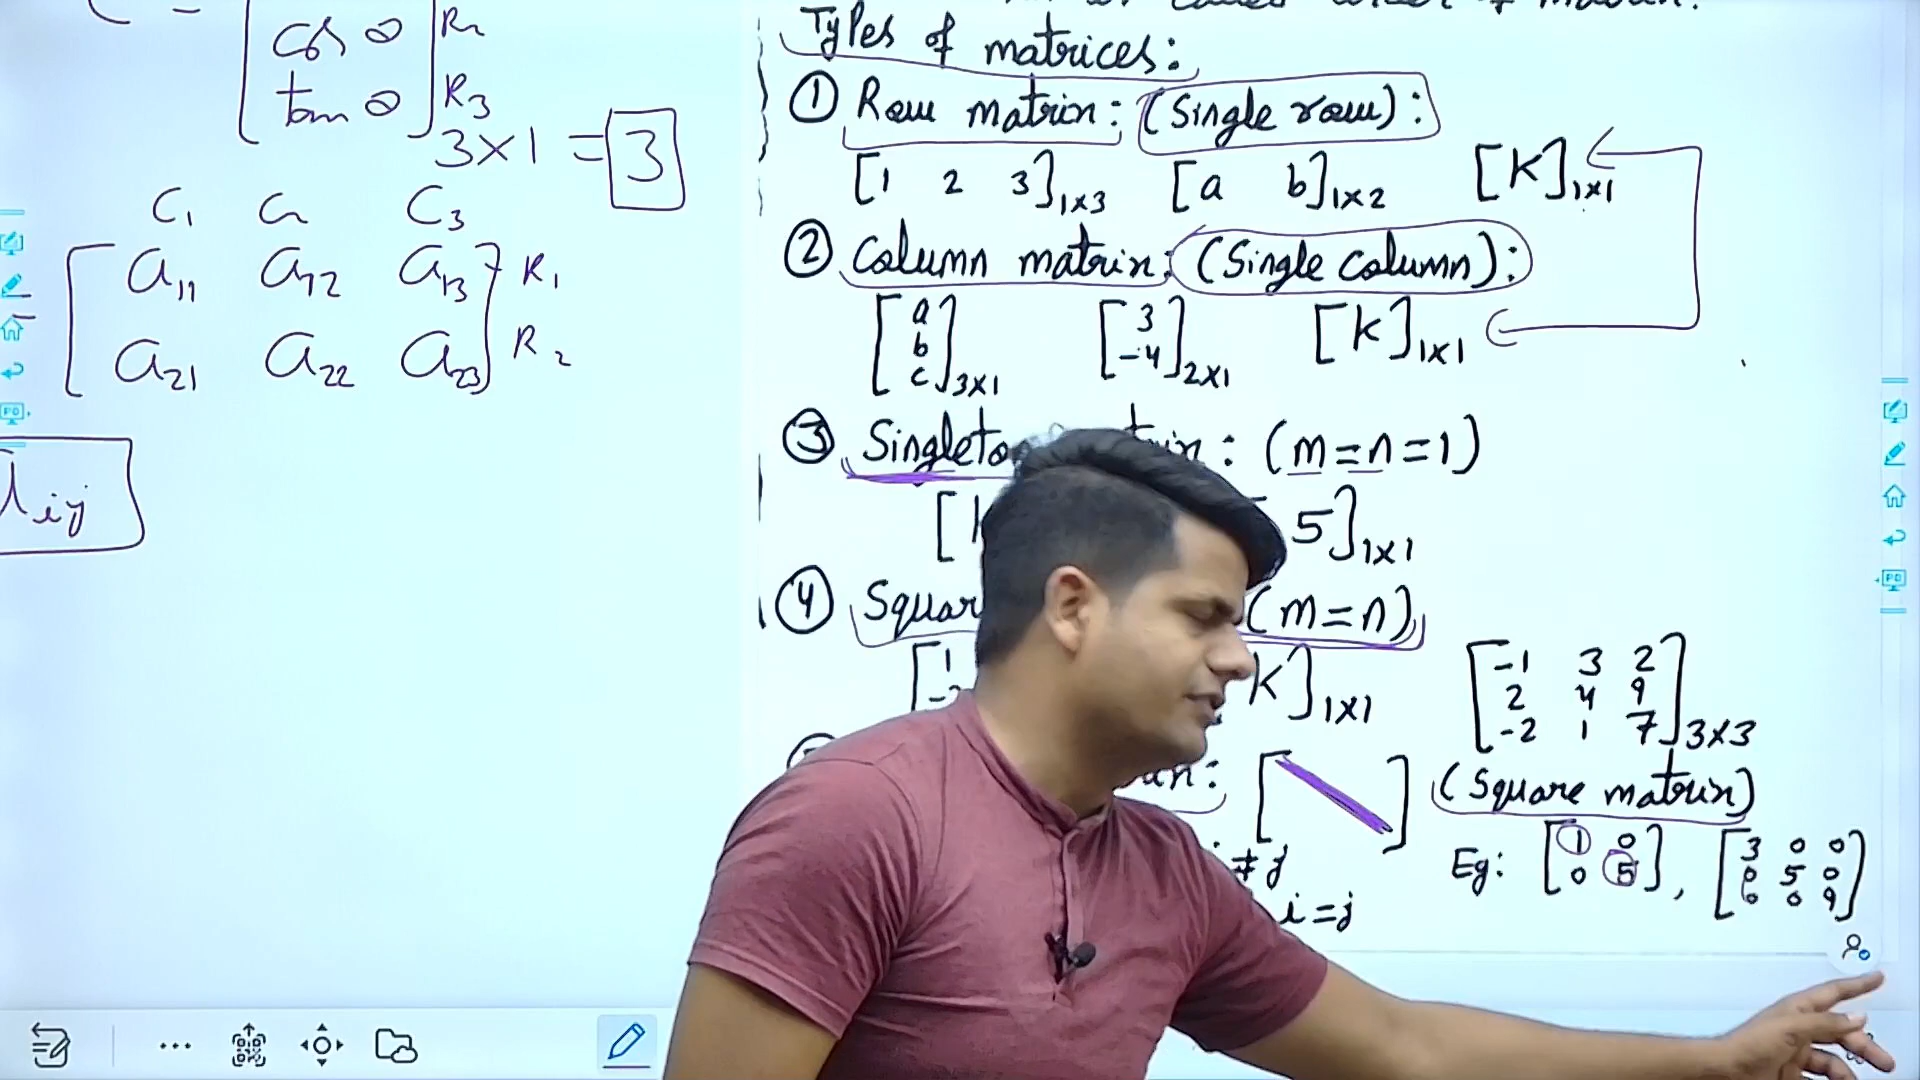 cos θ R2
tan θ R3
3×1 = 3
C1 C2 C3
a11 a12 a13 R1
a21 a22 a23 R2
ij
Types of matrices:
① Row matrix: (Single row):
[1 2 3]1×3 [a b]1×2 [K]1×1
② Column matrix: (Single column):
[a b c]3×1 [3 -4]2×1 [K]1×1
③ : (m=n=1)
5]1×1
④ (m=n)
K]1×1
-1 3 2
2 4 9
-2 1 7 3×3
(Square matrix)
≠ j
i=j
Eg: [1 0
0 5],
[3 0 0
0 5 0
0 0 9]
PD
PD